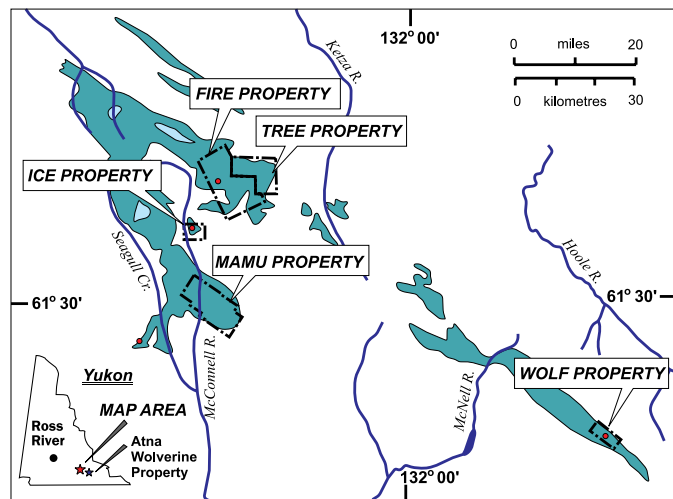 132° 00'
0 miles 20
0 kilometres 30
Ketza R.
FIRE PROPERTY
TREE PROPERTY
ICE PROPERTY
Seagull Cr.
MAMU PROPERTY
Hoole R.
61° 30'
61° 30'
McConnell R.
McNeil R.
WOLF PROPERTY
Yukon
MAP AREA
Ross
River
Atna
Wolverine
Property
132° 00'